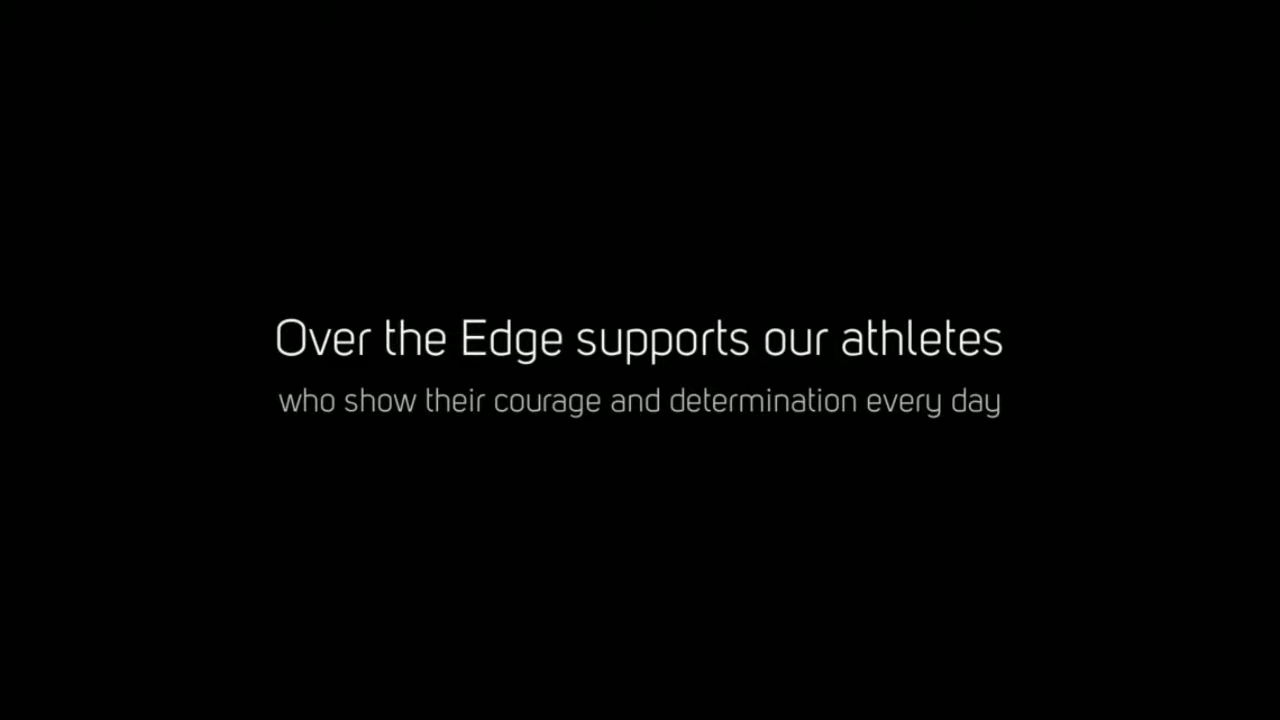 Over the Edge supports our athletes
who show their courage and determination every day